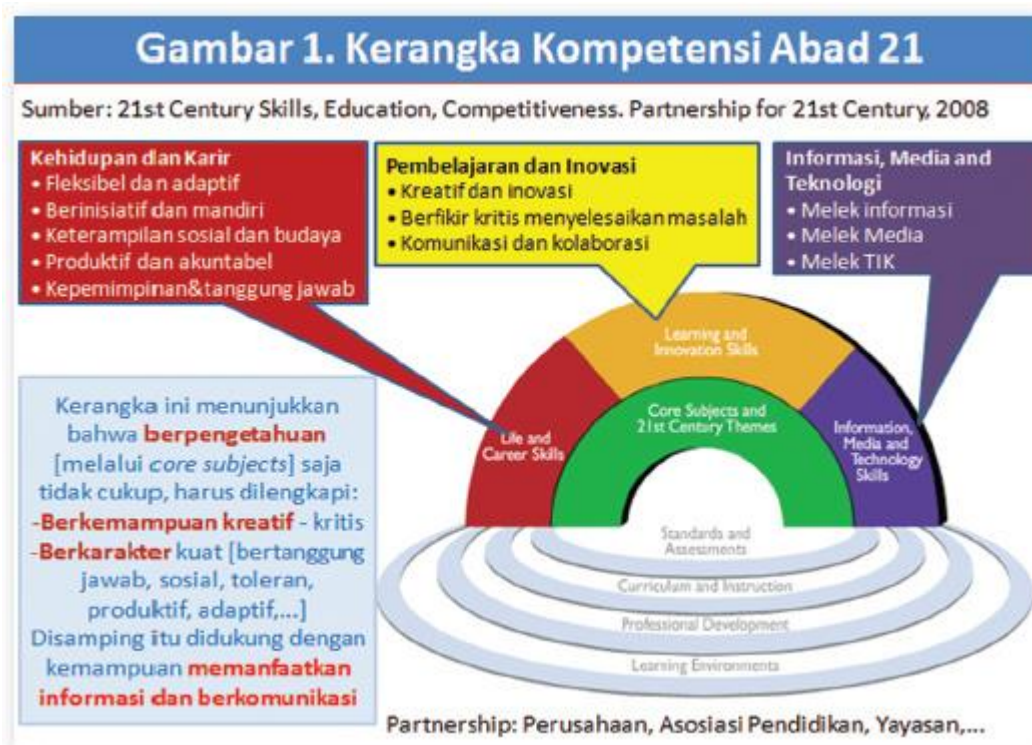 Gambar 1. Kerangka Kompetensi Abad 21
Sumber: 21st Century Skills, Education, Competitiveness. Partnership for 21st Century, 2008
Kehidupan dan Karir
• Fleksibel dan adaptif
• Berinisiatif dan mandiri
• Keterampilan sosial dan budaya
• Produktif dan akuntabel
• Kepemimpinan&tanggung jawab
Pembelajaran dan Inovasi
• Kreatif dan inovasi
• Berfikir kritis menyelesaikan masalah
• Komunikasi dan kolaborasi
Informasi, Media and
Teknologi
• Melek informasi
• Melek Media
• Melek TIK
Learning and
Innovation Skills
Core Subjects and
21st Century Themes
Life and
Career Skills
Information,
Media and
Technology
Skills
Standards and
Assessments
Curriculum and Instruction
Professional Development
Learning Environments
Kerangka ini menunjukkan
bahwa berpengetahuan
[melalui core subjects] saja
tidak cukup, harus dilengkapi:
-Berkemampuan kreatif - kritis
-Berkarakter kuat [bertanggung
jawab, sosial, toleran,
produktif, adaptif,...]
Disamping itu didukung dengan
kemampuan memanfaatkan
informasi dan berkomunikasi
Partnership: Perusahaan, Asosiasi Pendidikan, Yayasan,...